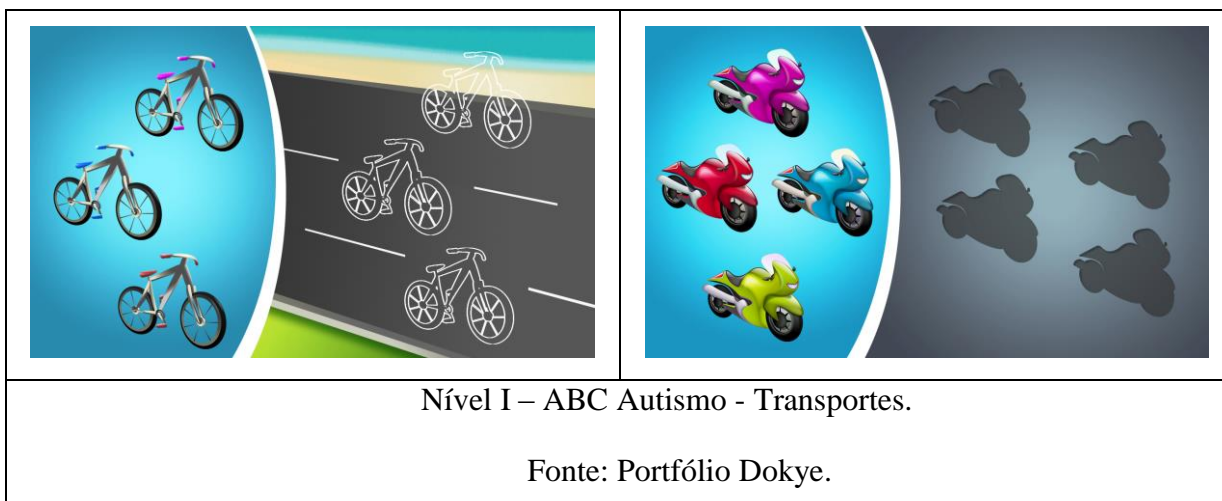 Nível I – ABC Autismo - Transportes.
Fonte: Portfólio Dokye.